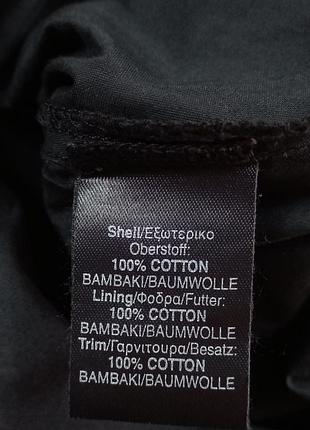 Shell/Εξωτερικο
Oberstoff:
100% COTTON
BAMBAKI/BAUMWOLLE
Lining/Φοδρα/Futter:
100% COTTON
BAMBAKI/BAUMWOLLE
Trim/Γαρνιτουρα/Besatz:
100% COTTON
BAMBAKI/BAUMWOLLE